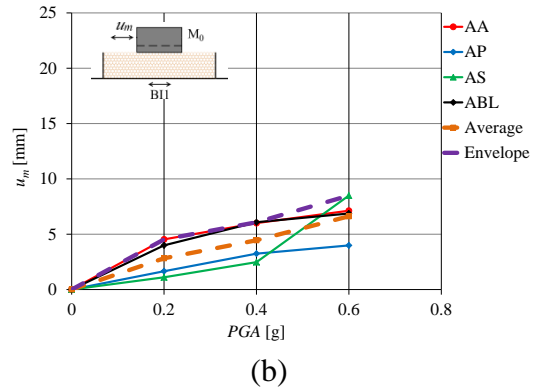 25
20
15
10
5
0
u_m [mm]
0
0.2
0.4
0.6
0.8
PGA [g]
u_m
M_0
BII
AA
AP
AS
ABL
Average
Envelope
(b)